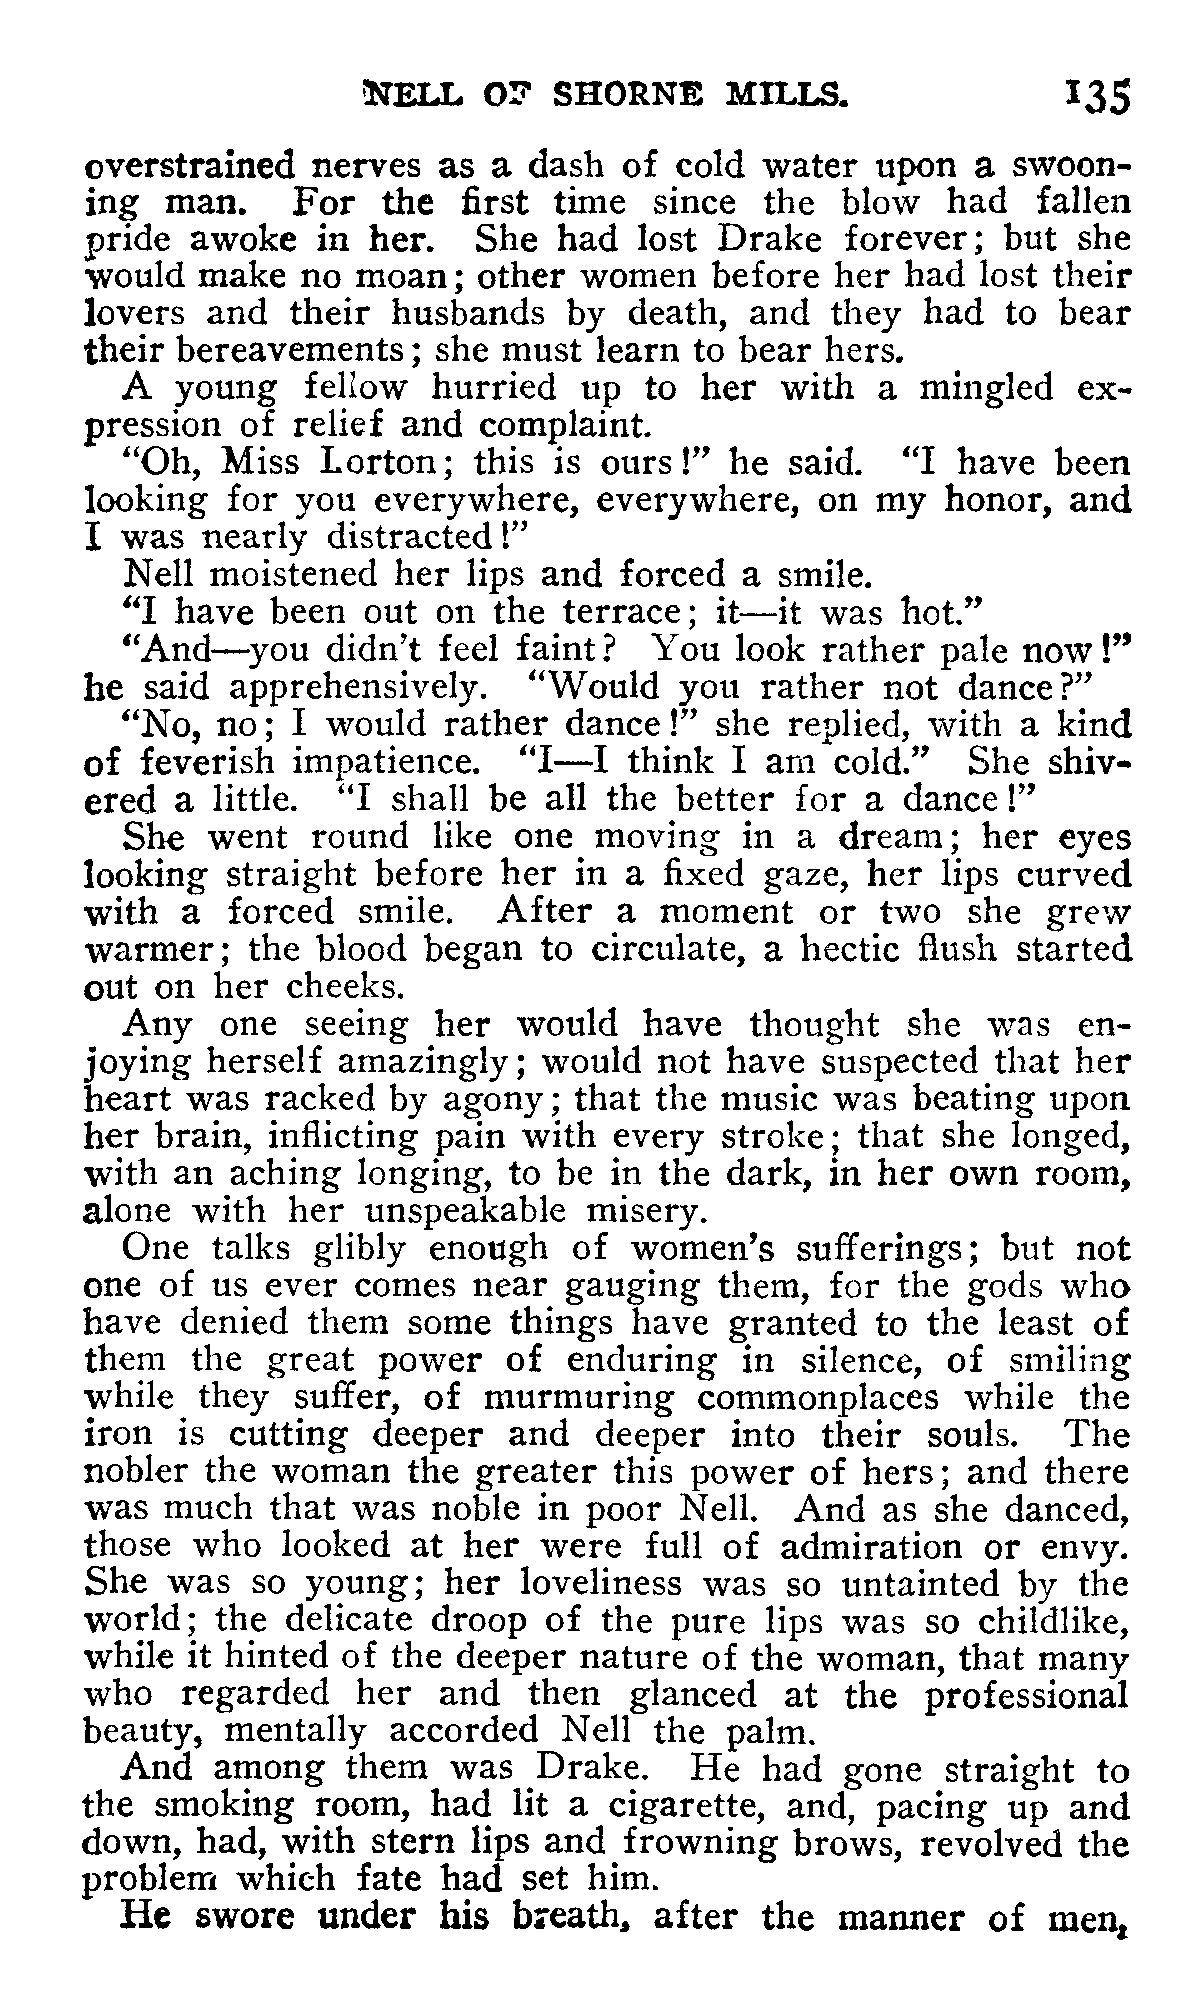 NELL OF SHORNE MILLS. 135
overstrained nerves as a dash of cold water upon a swoon-
ing man. For the first time since the blow had fallen
pride awoke in her. She had lost Drake forever; but she
would make no moan; other women before her had lost their
lovers and their husbands by death, and they had to bear
their bereavements; she must learn to bear hers.
A young fellow hurried up to her with a mingled ex-
pression of relief and complaint.
"Oh, Miss Lorton; this is ours!" he said. "I have been
looking for you everywhere, everywhere, on my honor, and
I was nearly distracted!"
Nell moistened her lips and forced a smile.
"I have been out on the terrace; it—it was hot."
"And—you didn't feel faint? You look rather pale now!"
he said apprehensively. "Would you rather not dance?"
"No, no; I would rather dance!" she replied, with a kind
of feverish impatience. "I—I think I am cold." She shiv-
ered a little. "I shall be all the better for a dance!"
She went round like one moving in a dream; her eyes
looking straight before her in a fixed gaze, her lips curved
with a forced smile. After a moment or two she grew
warmer; the blood began to circulate, a hectic flush started
out on her cheeks.
Any one seeing her would have thought she was en-
joying herself amazingly; would not have suspected that her
heart was racked by agony; that the music was beating upon
her brain, inflicting pain with every stroke; that she longed,
with an aching longing, to be in the dark, in her own room,
alone with her unspeakable misery.
One talks glibly enough of women's sufferings; but not
one of us ever comes near gauging them, for the gods who
have denied them some things have granted to the least of
them the great power of enduring in silence, of smiling
while they suffer, of murmuring commonplaces while the
iron is cutting deeper and deeper into their souls. The
nobler the woman the greater this power of hers; and there
was much that was noble in poor Nell. And as she danced,
those who looked at her were full of admiration or envy.
She was so young; her loveliness was so untainted by the
world; the delicate droop of the pure lips was so childlike,
while it hinted of the deeper nature of the woman, that many
who regarded her and then glanced at the professional
beauty, mentally accorded Nell the palm.
And among them was Drake. He had gone straight to
the smoking room, had lit a cigarette, and, pacing up and
down, had, with stern lips and frowning brows, revolved the
problem which fate had set him.
He swore under his breath, after the manner of men,